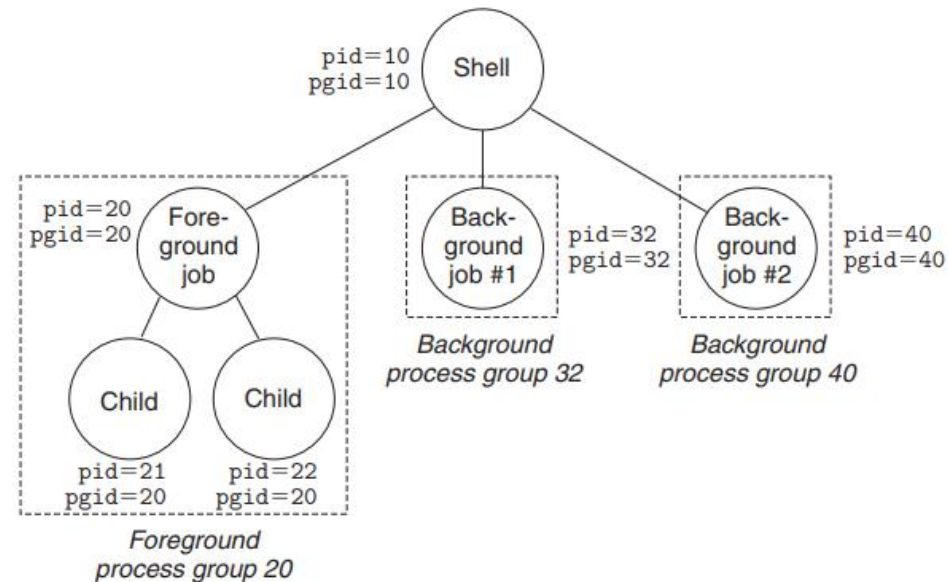 pid=10
pgid=10
Shell
pid=20
pgid=20
Fore-
ground
job
Back-
ground
job #1
pid=32
pgid=32
Back-
ground
job #2
pid=40
pgid=40
Background
process group 32
Background
process group 40
Child
Child
pid=21
pgid=20
pid=22
pgid=20
Foreground
process group 20